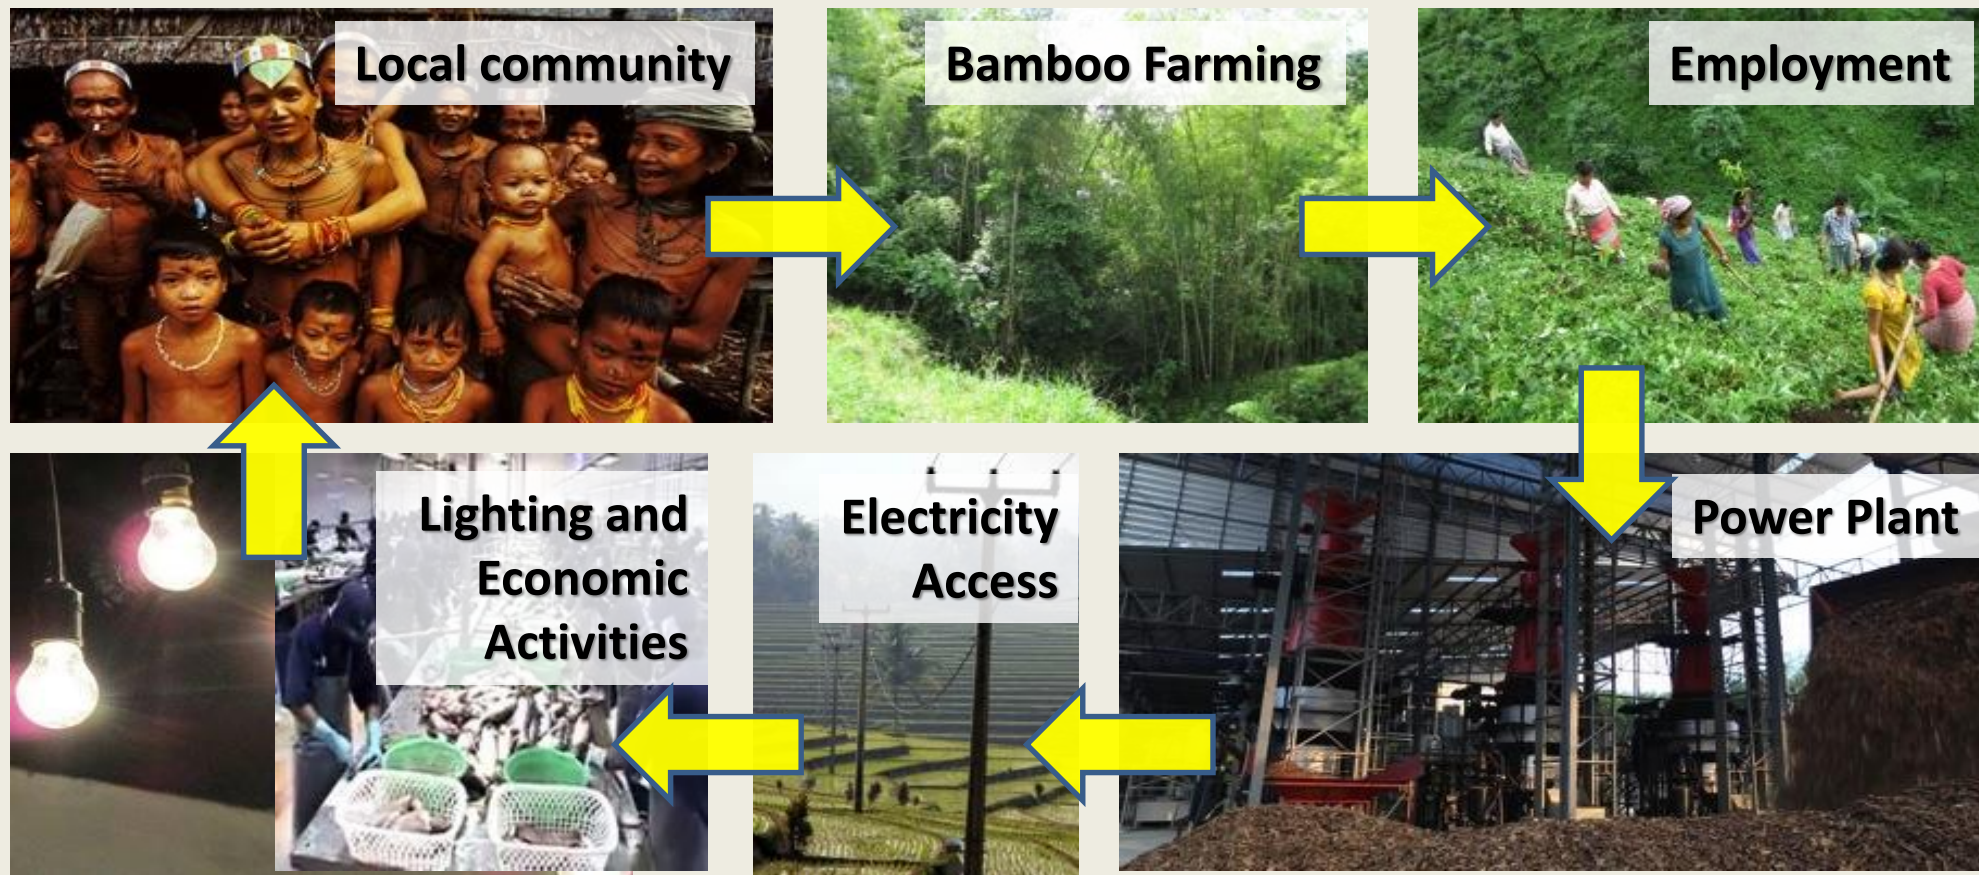 Local community
Bamboo Farming
Employment
Lighting and
Economic
Activities
Electricity
Access
Power Plant